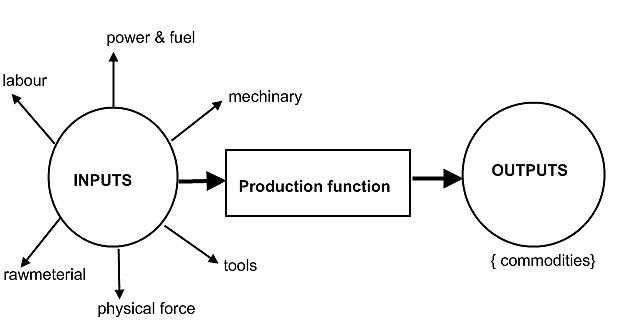 power & fuel
labour
mechinary
INPUTS
Production function
OUTPUTS
{ commodities}
rawmeterial
tools
physical force